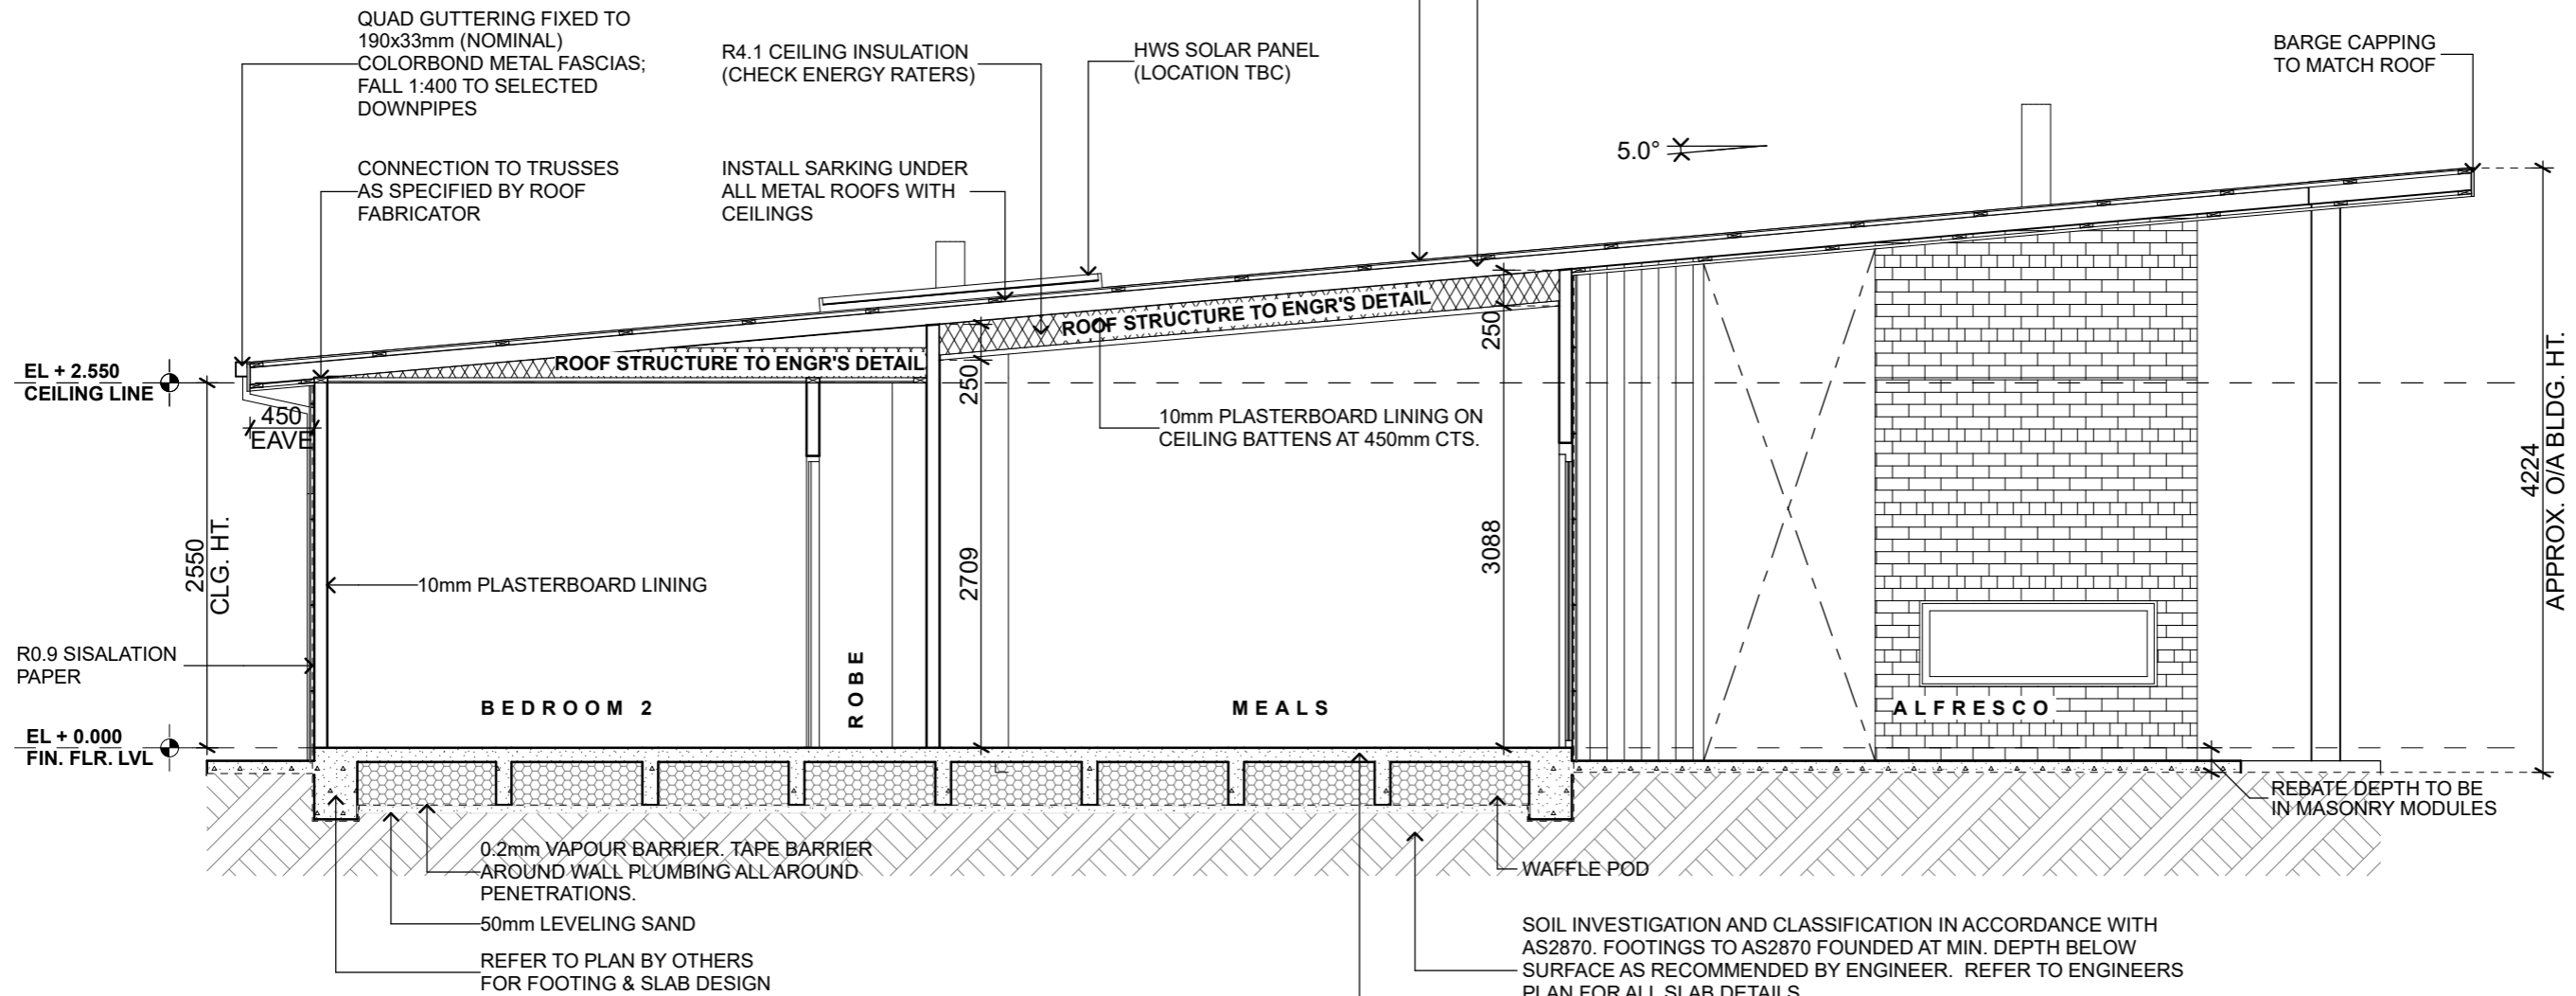 QUAD GUTTERING FIXED TO
190x33mm (NOMINAL)
COLORBOND METAL FASCIAS;
FALL 1:400 TO SELECTED
DOWNPIPES
R4.1 CEILING INSULATION
(CHECK ENERGY RATERS)
HWS SOLAR PANEL
(LOCATION TBC)
BARGE CAPPING
TO MATCH ROOF
CONNECTION TO TRUSSES
AS SPECIFIED BY ROOF
FABRICATOR
INSTALL SARKING UNDER
ALL METAL ROOFS WITH
CEILINGS
5.0°
ROOF STRUCTURE TO ENGR'S DETAIL
ROOF STRUCTURE TO ENGR'S DETAIL
EL + 2.550
CEILING LINE
450
EAVE
250
250
10mm PLASTERBOARD LINING ON
CEILING BATTENS AT 450mm CTS.
2550
CLG. HT.
2709
3088
4224
APPROX. O/A BLDG. HT.
10mm PLASTERBOARD LINING
R0.9 SISALATION
PAPER
BEDROOM 2
ROBE
MEALS
ALFRESCO
EL + 0.000
FIN. FLR. LVL
REBATE DEPTH TO BE
IN MASONRY MODULES
0.2mm VAPOUR BARRIER. TAPE BARRIER
AROUND WALL PLUMBING ALL AROUND
PENETRATIONS.
WAFFLE POD
50mm LEVELING SAND
REFER TO PLAN BY OTHERS
FOR FOOTING & SLAB DESIGN
SOIL INVESTIGATION AND CLASSIFICATION IN ACCORDANCE WITH
AS2870. FOOTINGS TO AS2870 FOUNDED AT MIN. DEPTH BELOW
SURFACE AS RECOMMENDED BY ENGINEER. REFER TO ENGINEERS
PLAN FOR ALL SLAB DETAILS